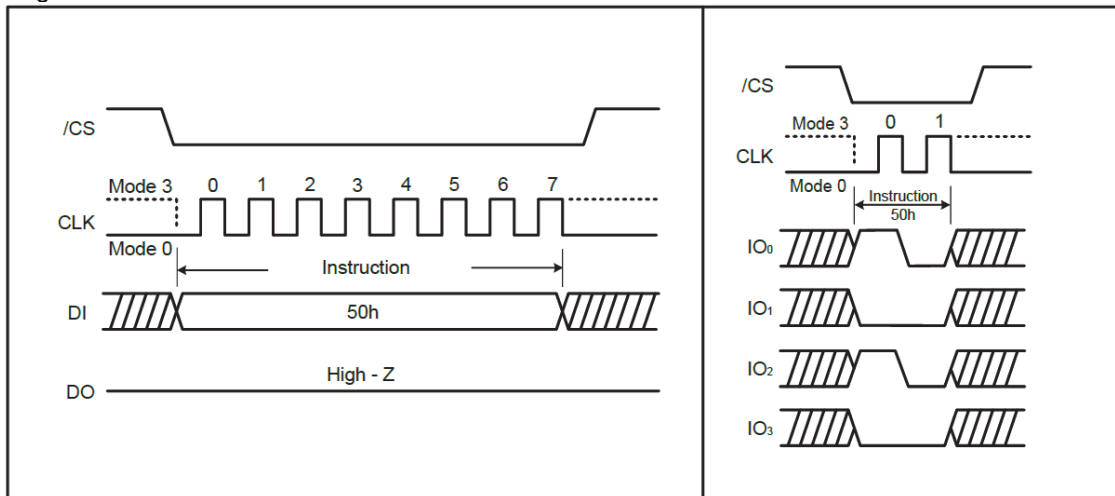 /CS
Mode 3 0 1 2 3 4 5 6 7
CLK
Mode 0
Instruction
DI 50h
High - Z
DO
/CS
Mode 3 0 1
CLK
Mode 0 Instruction
50h
IO0
IO1
IO2
IO3